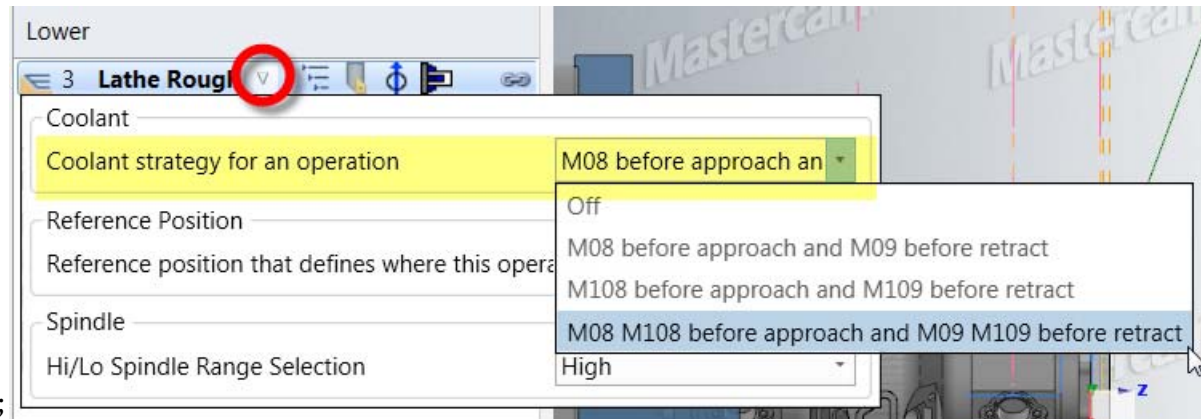 Lower
3 Lathe Rough
Coolant
Coolant strategy for an operation
M08 before approach an
Off
M08 before approach and M09 before retract
M108 before approach and M109 before retract
M08 M108 before approach and M09 M109 before retract
Reference Position
Reference position that defines where this opera
Spindle
Hi/Lo Spindle Range Selection
High
Mastercam
Mastercam
Z
;